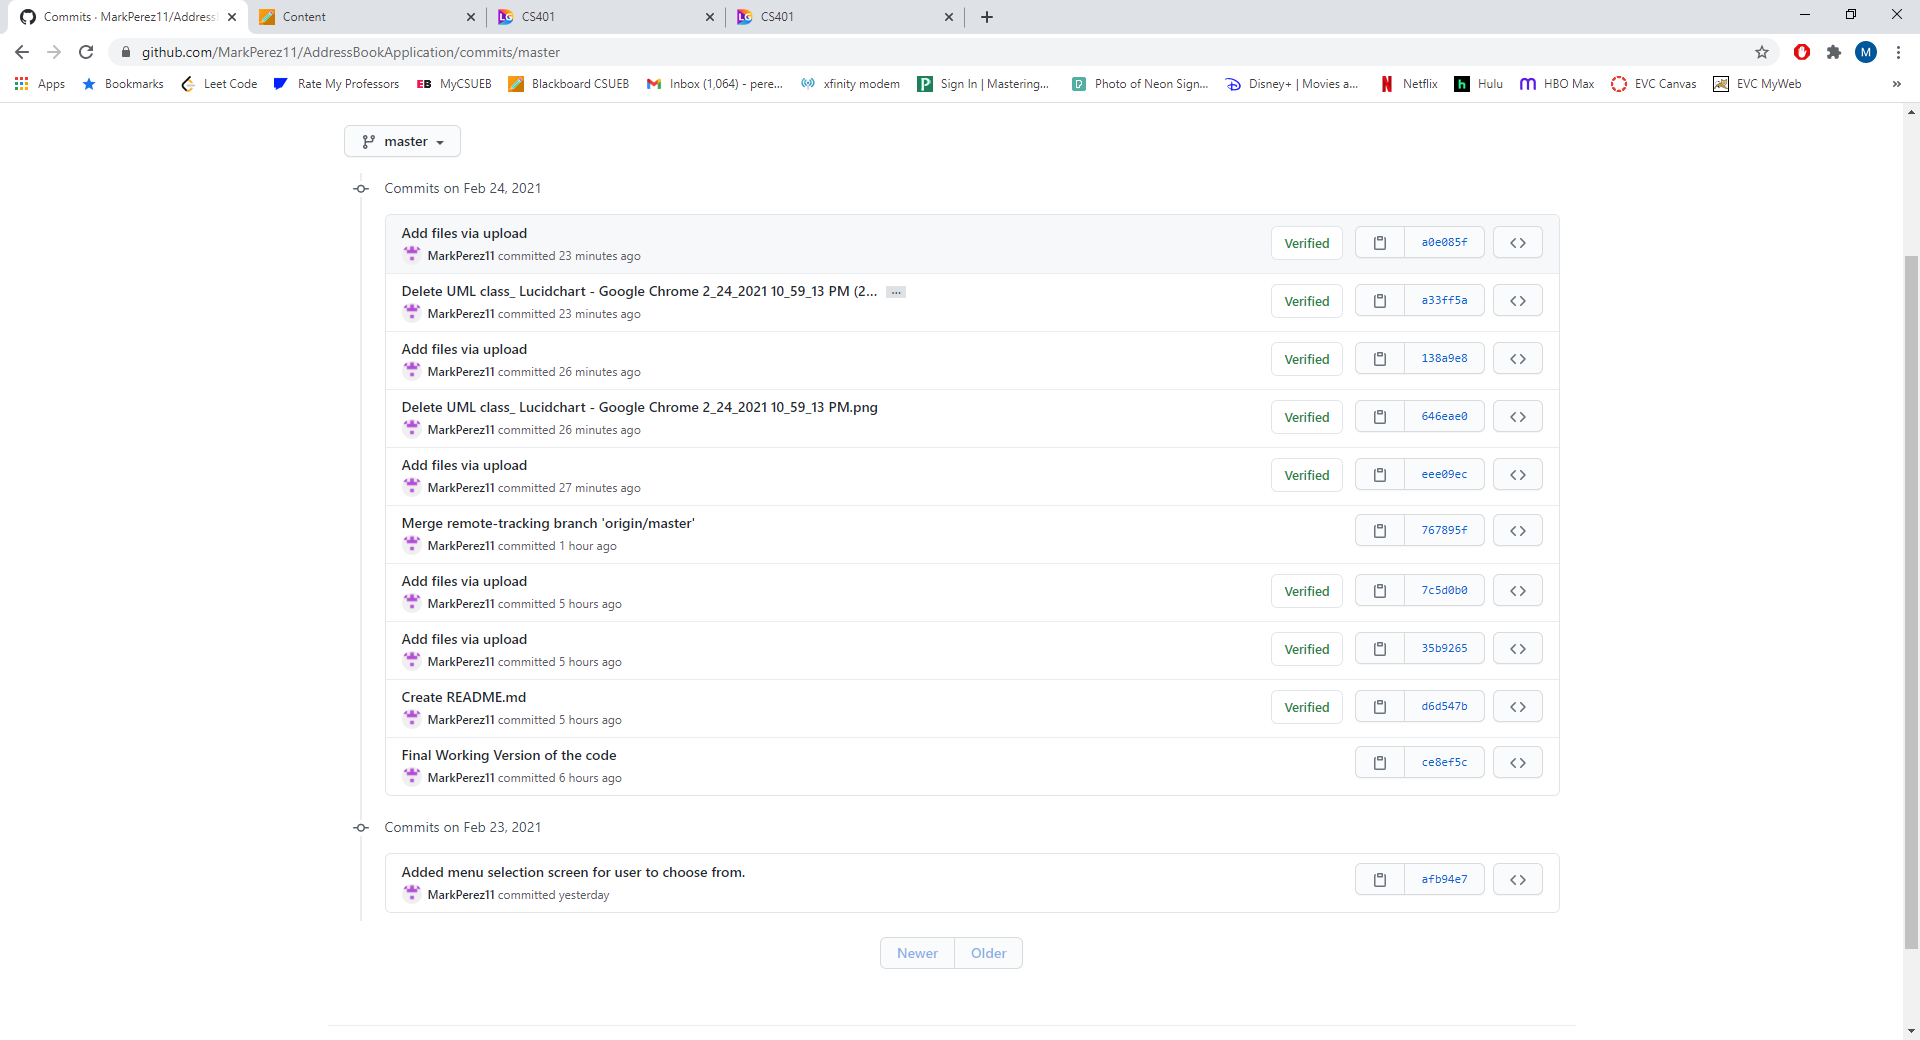 Commits · MarkPerez11/AddressB
Content
CS401
CS401
github.com/MarkPerez11/AddressBookApplication/commits/master
M
Apps
Bookmarks
Leet Code
Rate My Professors
EB MyCSUEB
Blackboard CSUEB
Inbox (1,064) - pere...
xfinity modem
Sign In | Mastering...
Photo of Neon Sign...
Disney+ | Movies a...
Netflix
Hulu
HBO Max
EVC Canvas
EVC MyWeb
»
master
Commits on Feb 24, 2021
Add files via upload
MarkPerez11 committed 23 minutes ago
Verified
a0e085f
Delete UML class_ Lucidchart - Google Chrome 2_24_2021 10_59_13 PM (2... ...
MarkPerez11 committed 23 minutes ago
Verified
a33ff5a
Add files via upload
MarkPerez11 committed 26 minutes ago
Verified
138a9e8
Delete UML class_ Lucidchart - Google Chrome 2_24_2021 10_59_13 PM.png
MarkPerez11 committed 26 minutes ago
Verified
646eae0
Add files via upload
MarkPerez11 committed 27 minutes ago
Verified
eee09ec
Merge remote-tracking branch 'origin/master'
MarkPerez11 committed 1 hour ago
767895f
Add files via upload
MarkPerez11 committed 5 hours ago
Verified
7c5d0b0
Add files via upload
MarkPerez11 committed 5 hours ago
Verified
35b9265
Create README.md
MarkPerez11 committed 5 hours ago
Verified
d6d547b
Final Working Version of the code
MarkPerez11 committed 6 hours ago
ce8ef5c
Commits on Feb 23, 2021
Added menu selection screen for user to choose from.
MarkPerez11 committed yesterday
afb94e7
Newer
Older